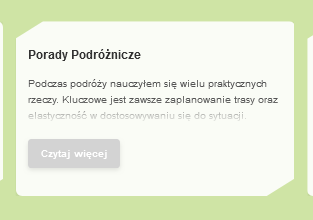 Porady Podróżnicze
Podczas podróży nauczyłem się wielu praktycznych
rzeczy. Kluczowe jest zawsze zaplanowanie trasy oraz
elastyczność w dostosowywaniu się do sytuacji.
Czytaj więcej